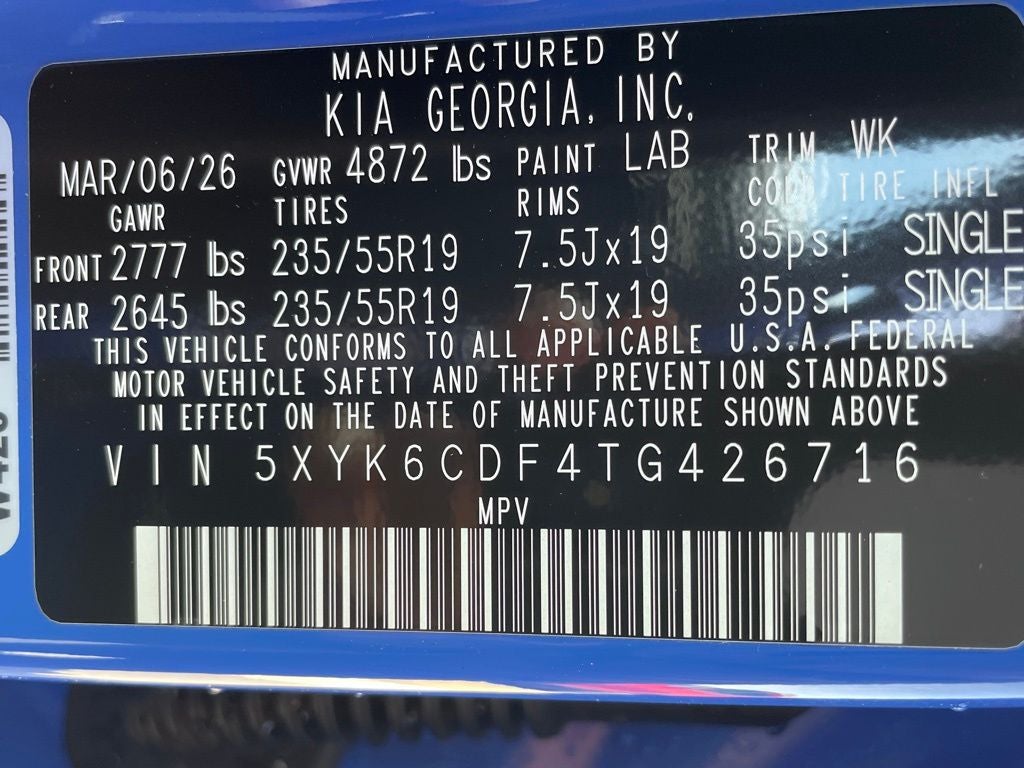 MANUFACTURED BY
KIA GEORGIA, INC.
MAR/06/26 GVWR 4872 lbs PAINT LAB TRIM WK
GAWR TIRES RIMS CODE TIRE INFL
FRONT 2777 lbs 235/55R19 7.5Jx19 35psi SINGLE
REAR 2645 lbs 235/55R19 7.5Jx19 35psi SINGLE
THIS VEHICLE CONFORMS TO ALL APPLICABLE U.S.A. FEDERAL
MOTOR VEHICLE SAFETY AND THEFT PREVENTION STANDARDS
IN EFFECT ON THE DATE OF MANUFACTURE SHOWN ABOVE
VIN 5XYK6CDF4TG426716
MPV